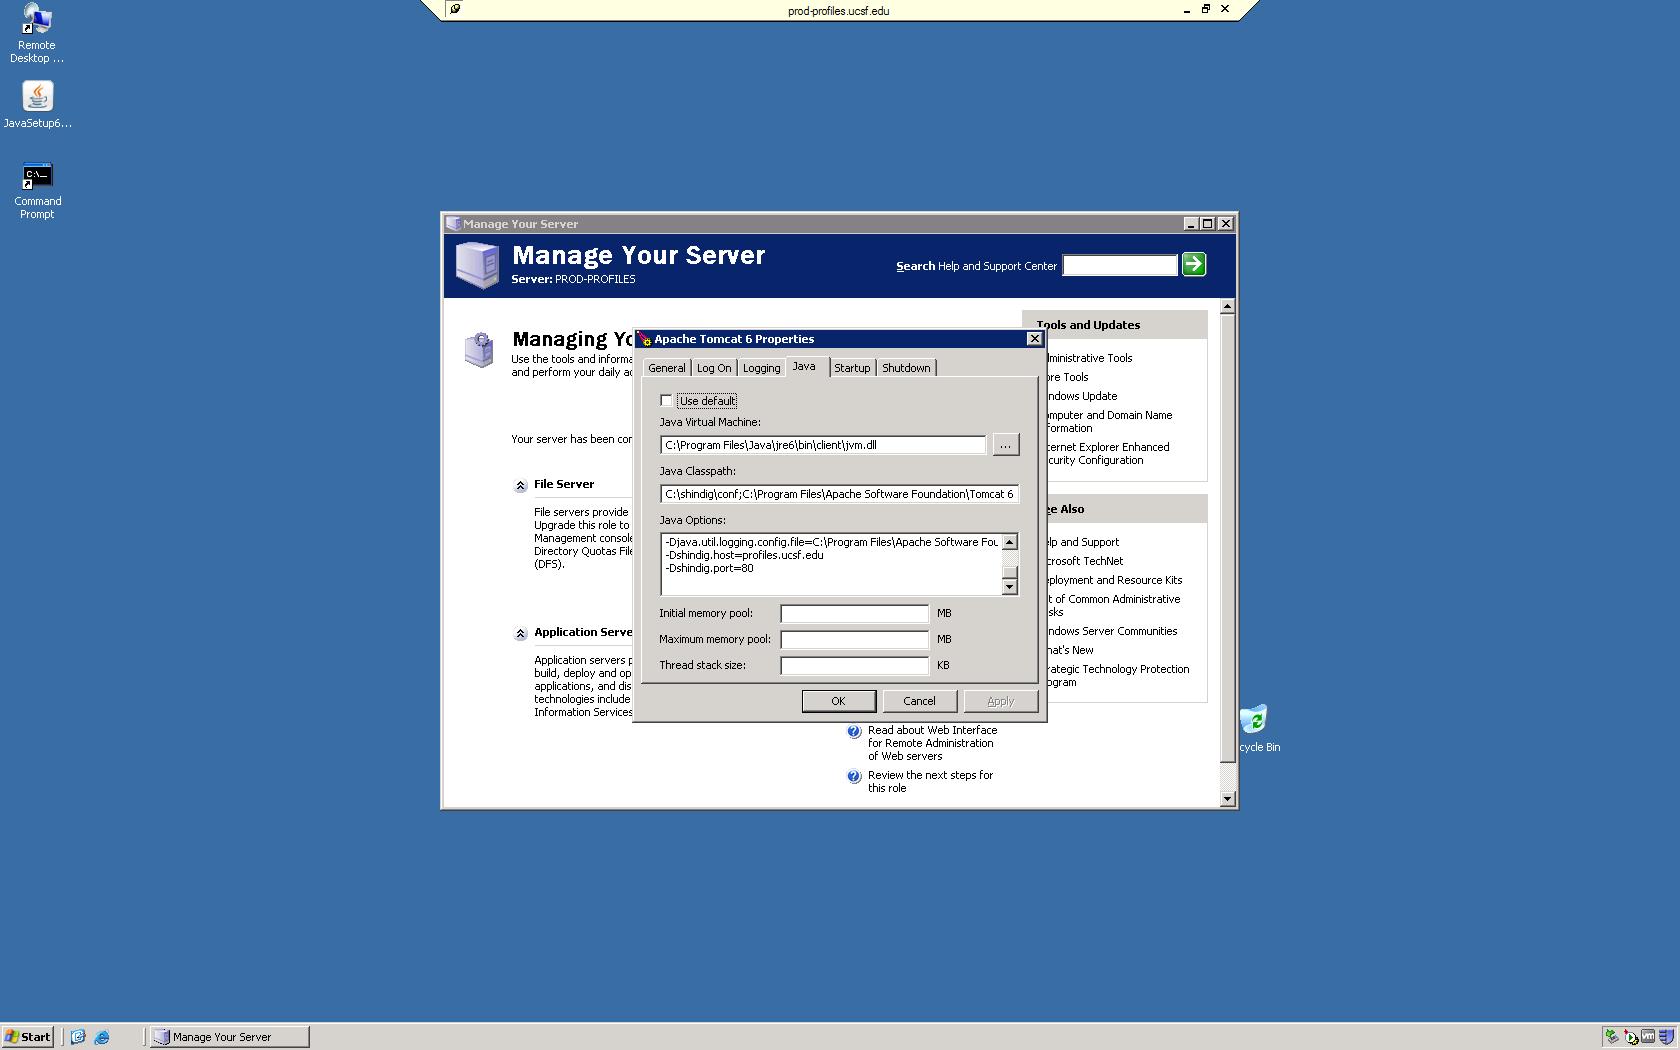 prod-profiles.ucsf.edu
Remote
Desktop ...
JavaSetup6...
C:\_
Command
Prompt
Manage Your Server
Manage Your Server
Server: PROD-PROFILES
Search Help and Support Center
Managing Yo
Use the tools and informa
and perform your daily ad
Your server has been con
File Server
File servers provide
Upgrade this role to
Management console
Directory Quotas File
(DFS).
Application Serve
Application servers p
build, deploy and op
applications, and dis
technologies include
Information Services
Apache Tomcat 6 Properties
General
Log On
Logging
Java
Startup
Shutdown
Use default
Java Virtual Machine:
C:\Program Files\Java\jre6\bin\client\jvm.dll
...
Java Classpath:
C:\shindig\conf;C:\Program Files\Apache Software Foundation\Tomcat 6
Java Options:
-Djava.util.logging.config.file=C:\Program Files\Apache Software Fou
-Dshindig.host=profiles.ucsf.edu
-Dshindig.port=80
Initial memory pool:
MB
Maximum memory pool:
MB
Thread stack size:
KB
OK
Cancel
Apply
Read about Web Interface
for Remote Administration
of Web servers
Review the next steps for
this role
Tools and Updates
ministrative Tools
ore Tools
ndows Update
mputer and Domain Name
formation
ternet Explorer Enhanced
curity Configuration
ee Also
elp and Support
crosoft TechNet
eployment and Resource Kits
t of Common Administrative
sks
ndows Server Communities
hat's New
rategic Technology Protection
ogram
cycle Bin
Start
Manage Your Server
vm